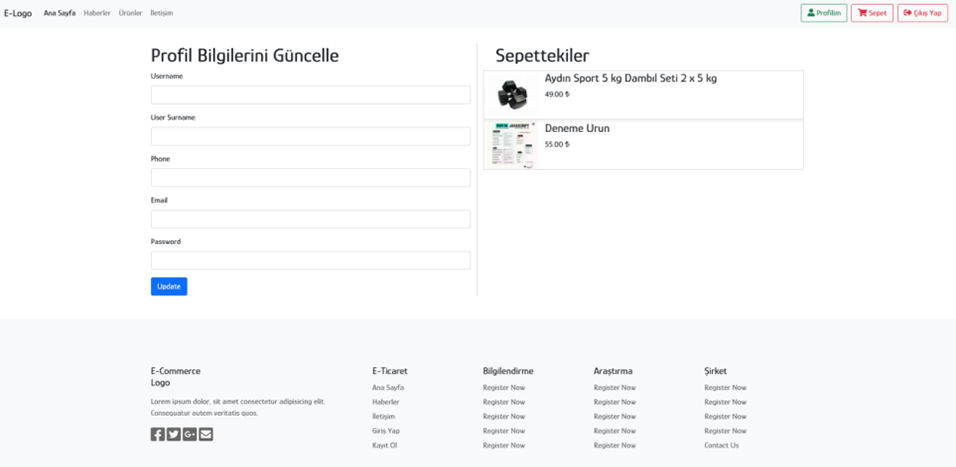 E-Logo Ana Sayfa Haberler Ürünler İletişim Profilim Sepet Çıkış Yap
Profil Bilgilerini Güncelle
Username
User Surname
Phone
Email
Password
Update
Sepettekiler
Aydın Sport 5 kg Dambıl Seti 2 x 5 kg
49.00 ₺
Deneme Urun
55.00 ₺
E-Commerce
Logo
Lorem ipsum dolor, sit amet consectetur adipisicing elit.
Consequatur autem veritatis quos.
E-Ticaret
Ana Sayfa
Haberler
İletişim
Giriş Yap
Kayıt Ol
Bilgilendirme
Register Now
Register Now
Register Now
Register Now
Register Now
Araştırma
Register Now
Register Now
Register Now
Register Now
Register Now
Şirket
Register Now
Register Now
Register Now
Register Now
Contact Us